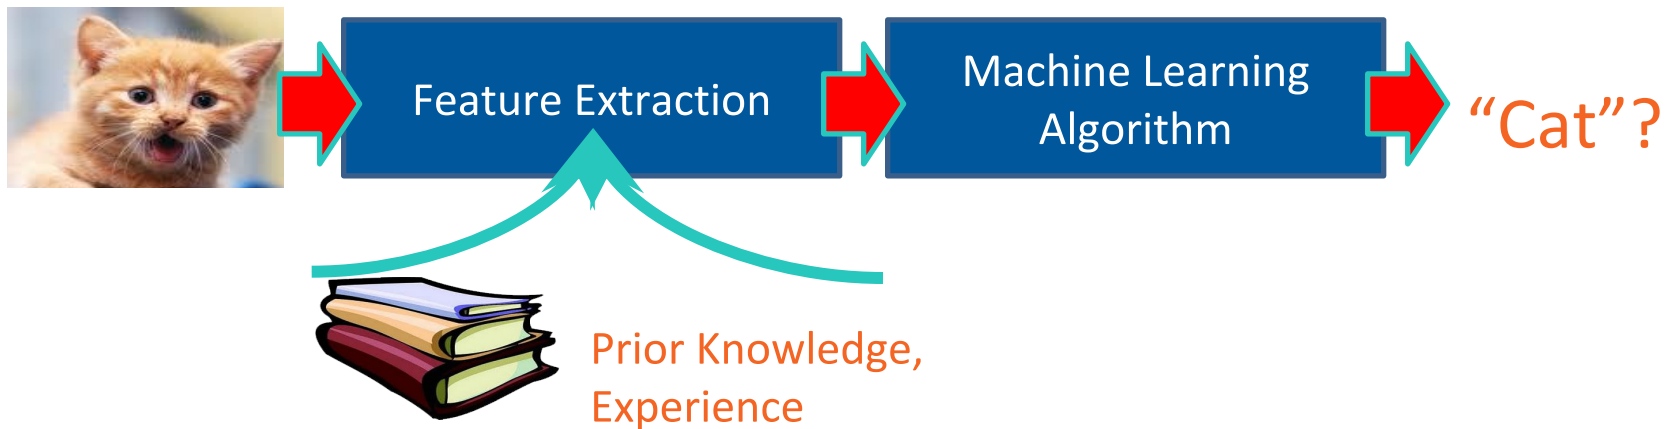 Feature Extraction
Machine Learning
Algorithm
“Cat”?
Prior Knowledge,
Experience